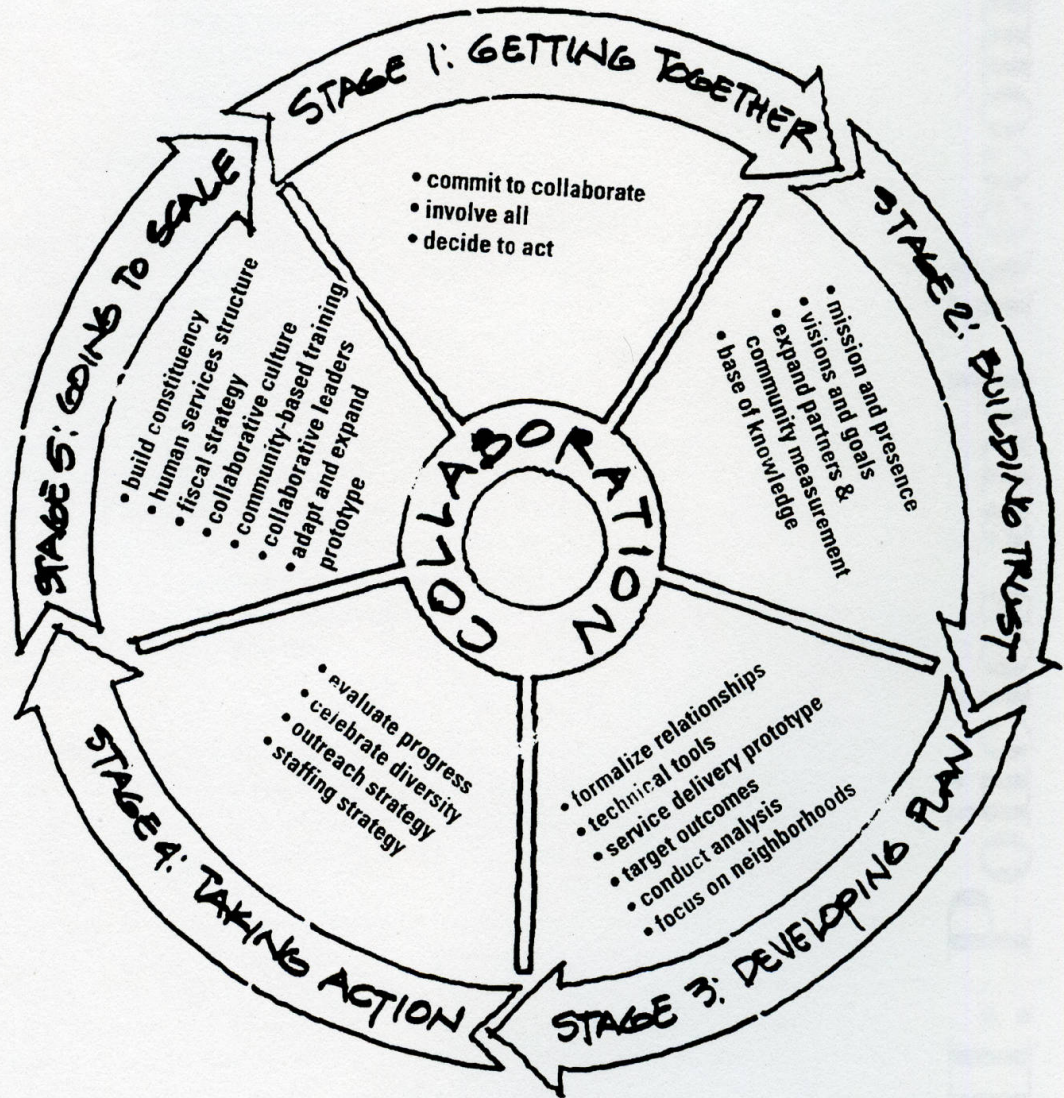 STAGE 1: GETTING TOGETHER
• commit to collaborate
• involve all
• decide to act
STAGE 2: BUILDING TRUST
• mission and presence
• visions and goals
• expand partners &
community measurement
• base of knowledge
STAGE 3: DEVELOPING PLAN
• formalize relationships
• technical tools
• service delivery prototype
• target outcomes
• conduct analysis
• focus on neighborhoods
STAGE 4: TAKING ACTION
• evaluate progress
• celebrate diversity
• outreach strategy
• staffing strategy
STAGE 5: GOING TO SCALE
• build constituency
• human services structure
• fiscal strategy
• collaborative culture
• community-based training
• collaborative leaders
• adapt and expand
prototype
COLLABORATION